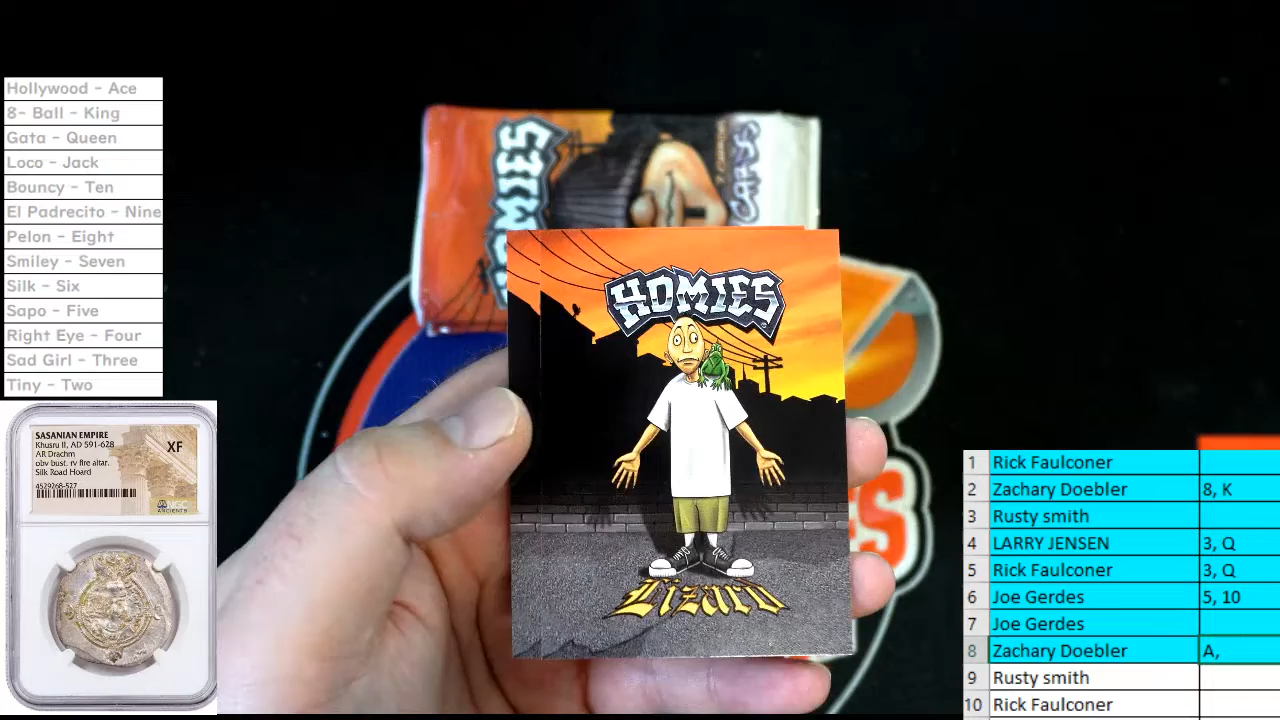 Hollywood - Ace
8- Ball - King
Gata - Queen
Loco - Jack
Bouncy - Ten
El Padrecito - Nine
Pelon - Eight
Smiley - Seven
Silk - Six
Sapo - Five
Right Eye - Four
Sad Girl - Three
Tiny - Two
SASANIAN EMPIRE
Khusru II, AD 591-628
AR Drachm
obv bust. rv fire altar.
Silk Road Hoard
4529268-527
XF
ANCIENTS
HOMIES
HOMIES
Lizard
1 Rick Faulconer
2 Zachary Doebler 8, K
3 Rusty smith
4 LARRY JENSEN 3, Q
5 Rick Faulconer 3, Q
6 Joe Gerdes 5, 10
7 Joe Gerdes
8 Zachary Doebler A,
9 Rusty smith
10 Rick Faulconer